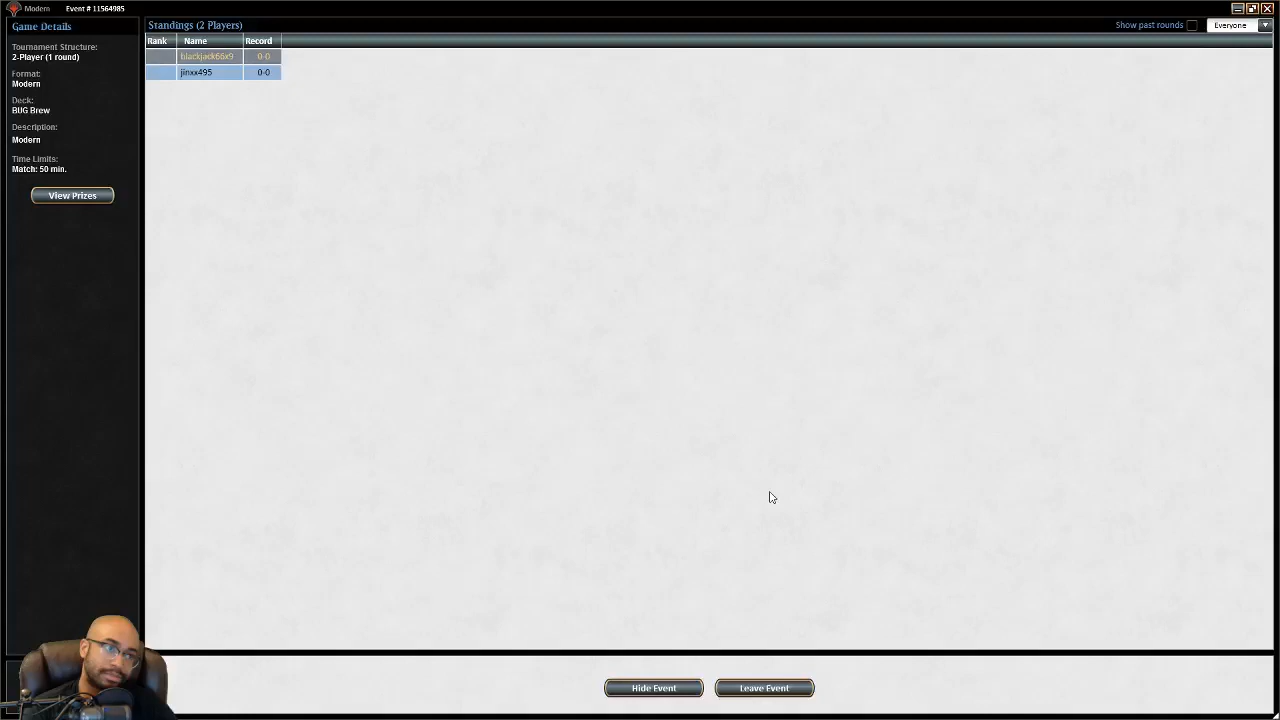 Modern Event # 11564985
Game Details
Tournament Structure:
2-Player (1 round)
Format:
Modern
Deck:
BUG Brew
Description:
Modern
Time Limits:
Match: 50 min.
View Prizes
Standings (2 Players)
Show past rounds
Everyone
Rank Name Record
blackjack66x9 0-0
jinxx495 0-0
Hide Event
Leave Event